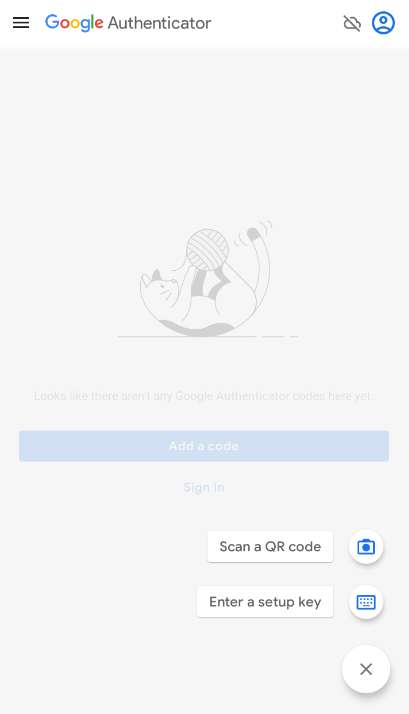 Google Authenticator
Looks like there aren't any Google Authenticator codes here yet.
Add a code
Sign in
Scan a QR code
Enter a setup key